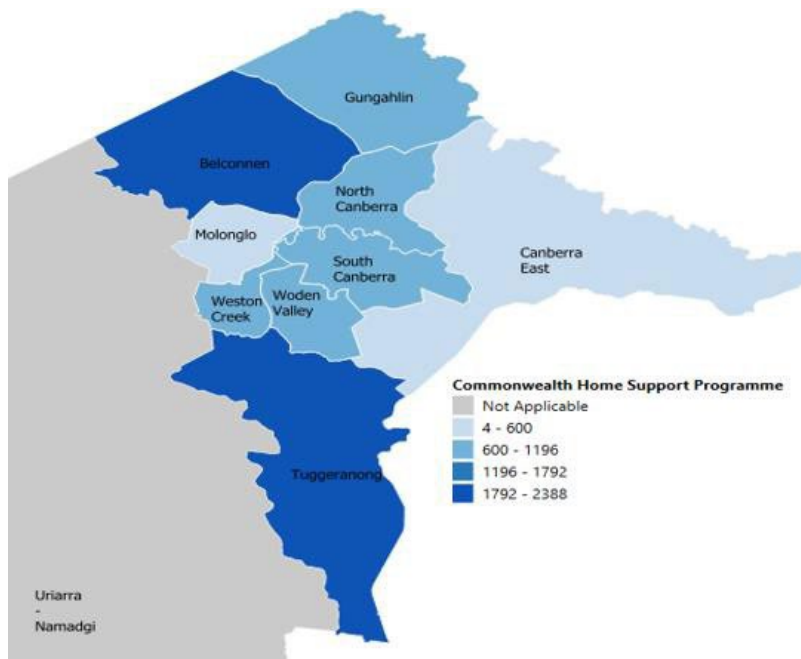 Gungahlin
Belconnen
North
Canberra
Molonglo
Canberra
East
South
Canberra
Weston
Creek
Woden
Valley
Commonwealth Home Support Programme
Not Applicable
4 - 600
600 - 1196
1196 - 1792
1792 - 2388
Tuggeranong
Uriarra
-
Namadgi